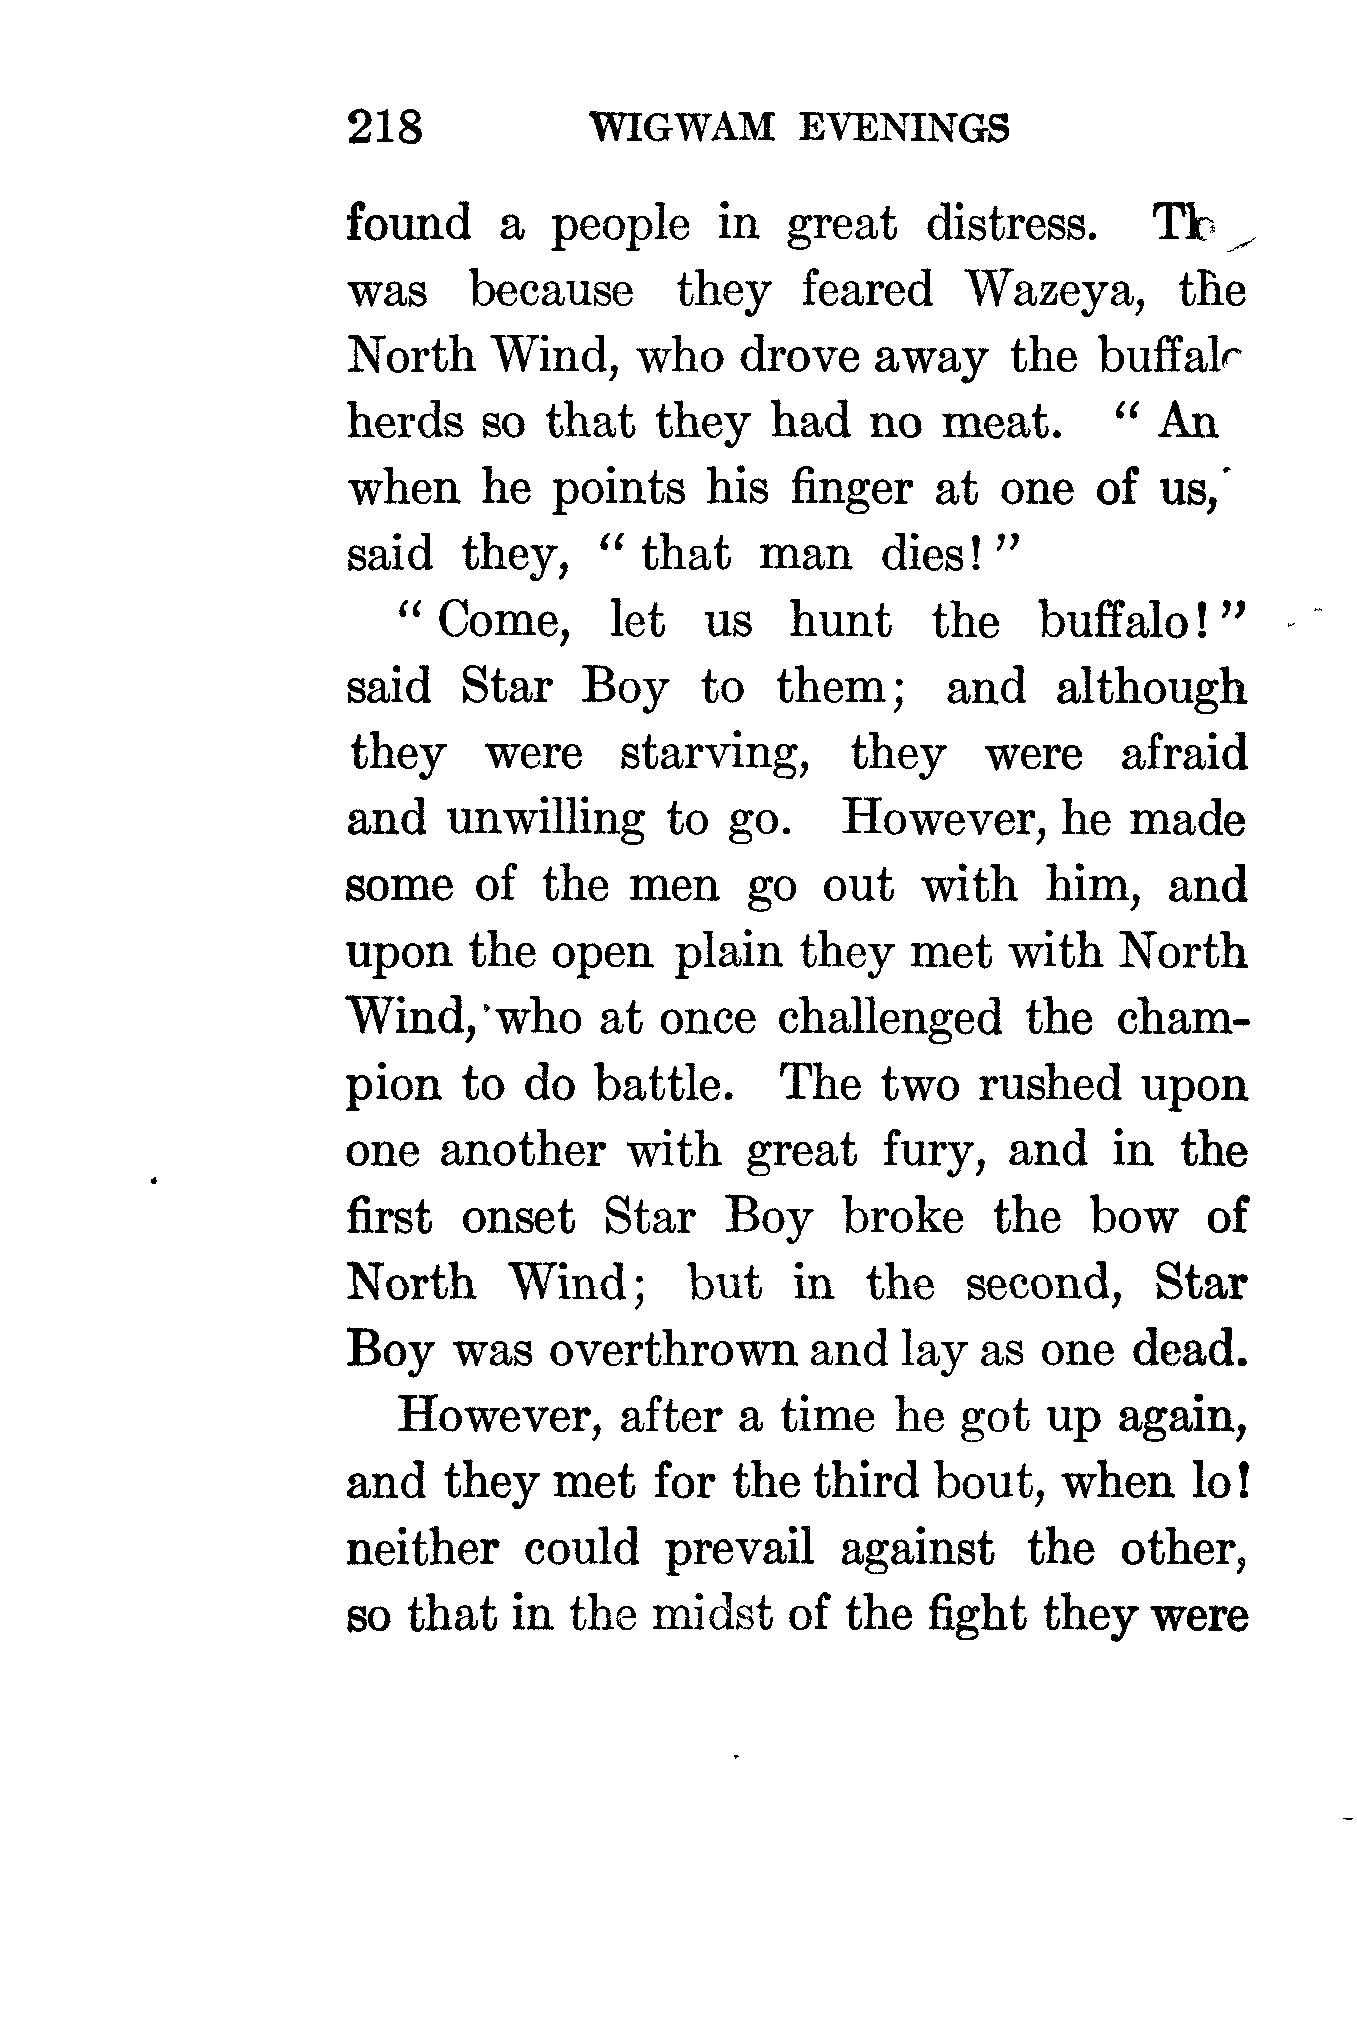 218 WIGWAM EVENINGS
found a people in great distress.
was because they feared Wazeya, the
North Wind, who drove away the
herds so that they had no meat. “ An
when he points his finger at one of us,
said they, “ that man dies! ”
“ Come, let us hunt the buffalo! ”
said Star Boy to them; and although
they were starving, they were afraid
and unwilling to go. However, he made
some of the men go out with him, and
upon the open plain they met with North
Wind, who at once challenged the cham-
pion to do battle. The two rushed upon
one another with great fury, and in the
first onset Star Boy broke the bow of
North Wind; but in the second, Star
Boy was overthrown and lay as one dead.
However, after a time he got up again,
and they met for the third bout, when lo!
neither could prevail against the other,
so that in the midst of the fight they were